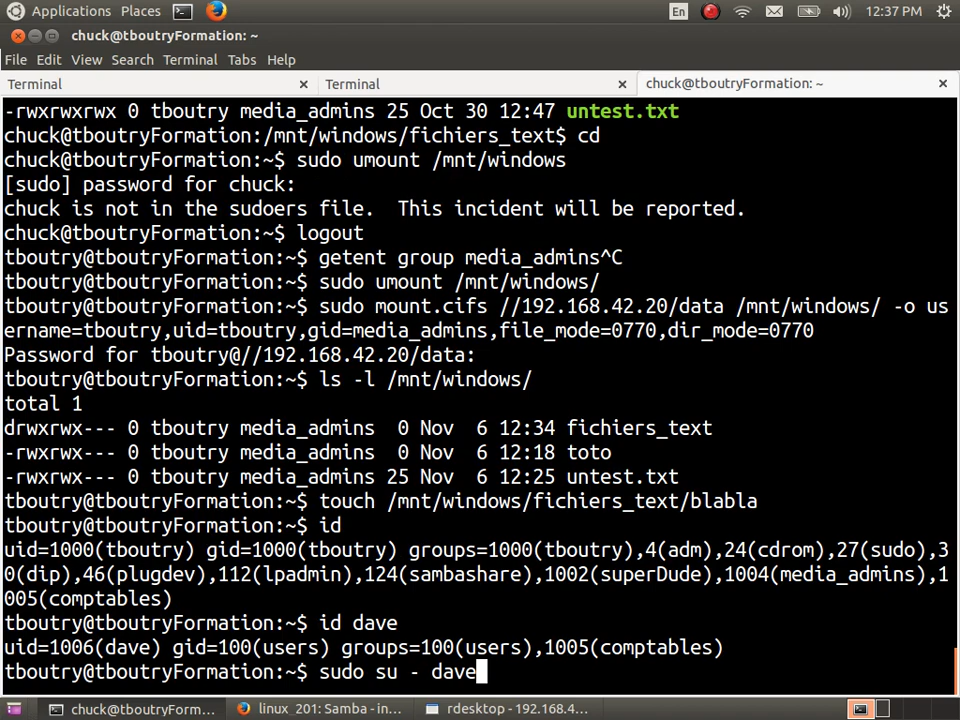 Applications Places En 12:37 PM
chuck@tboutryFormation: ~
File Edit View Search Terminal Tabs Help
Terminal Terminal chuck@tboutryFormation: ~
-rwxrwxrwx 0 tboutry media_admins 25 Oct 30 12:47 untest.txt
chuck@tboutryFormation:/mnt/windows/fichiers_text$ cd
chuck@tboutryFormation:~$ sudo umount /mnt/windows
[sudo] password for chuck:
chuck is not in the sudoers file.  This incident will be reported.
chuck@tboutryFormation:~$ logout
tboutry@tboutryFormation:~$ getent group media_admins^C
tboutry@tboutryFormation:~$ sudo umount /mnt/windows/
tboutry@tboutryFormation:~$ sudo mount.cifs //192.168.42.20/data /mnt/windows/ -o us
ername=tboutry,uid=tboutry,gid=media_admins,file_mode=0770,dir_mode=0770
Password for tboutry@//192.168.42.20/data:
tboutry@tboutryFormation:~$ ls -l /mnt/windows/
total 1
drwxrwx--- 0 tboutry media_admins  0 Nov  6 12:34 fichiers_text
-rwxrwx--- 0 tboutry media_admins  0 Nov  6 12:18 toto
-rwxrwx--- 0 tboutry media_admins 25 Nov  6 12:25 untest.txt
tboutry@tboutryFormation:~$ touch /mnt/windows/fichiers_text/blabla
tboutry@tboutryFormation:~$ id
uid=1000(tboutry) gid=1000(tboutry) groups=1000(tboutry),4(adm),24(cdrom),27(sudo),3
0(dip),46(plugdev),112(lpadmin),124(sambashare),1002(superDude),1004(media_admins),1
005(comptables)
tboutry@tboutryFormation:~$ id dave
uid=1006(dave) gid=100(users) groups=100(users),1005(comptables)
tboutry@tboutryFormation:~$ sudo su - dave
chuck@tboutryForm... linux_201: Samba - in... rdesktop - 192.168.4...